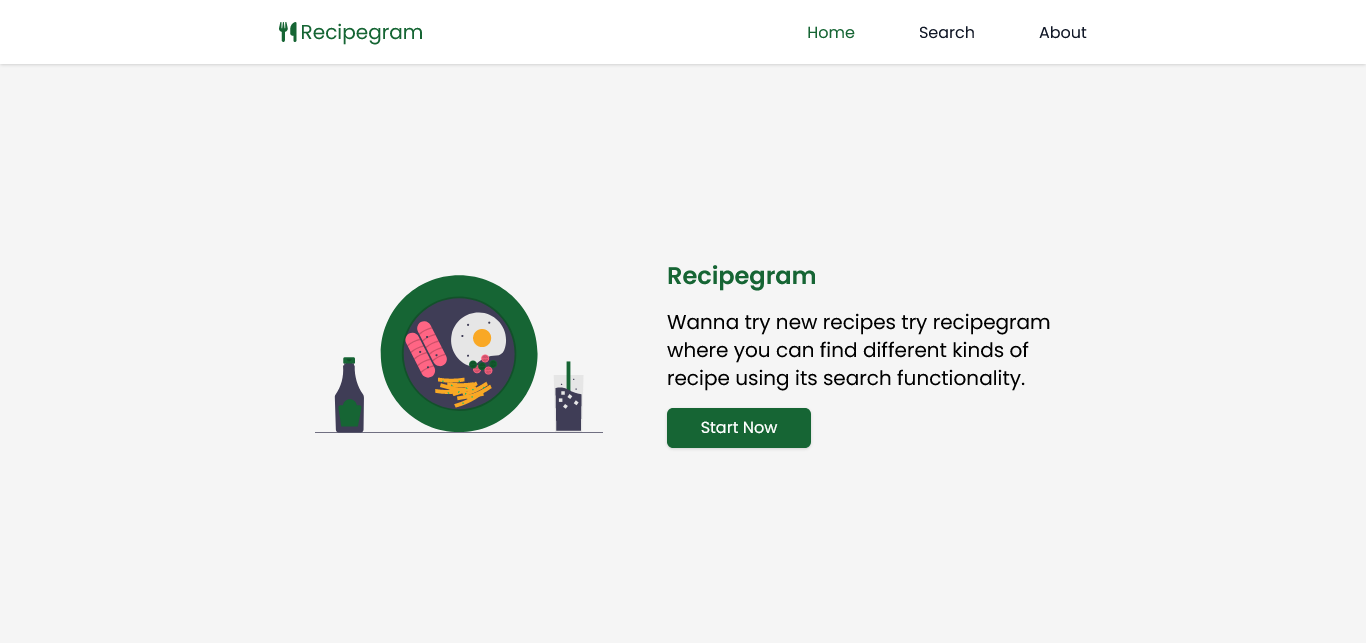 Recipegram
Home
Search
About
Recipegram
Wanna try new recipes try recipegram
where you can find different kinds of
recipe using its search functionality.
Start Now